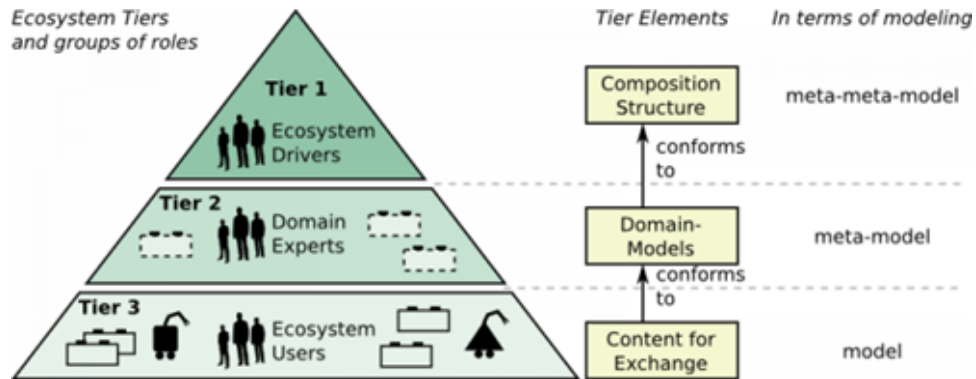 Ecosystem Tiers
and groups of roles
Tier Elements
In terms of modeling
Tier 1
Ecosystem
Drivers
Composition
Structure
meta-meta-model
conforms
to
Tier 2
Domain
Experts
Domain-
Models
meta-model
conforms
to
Tier 3
Ecosystem
Users
Content for
Exchange
model